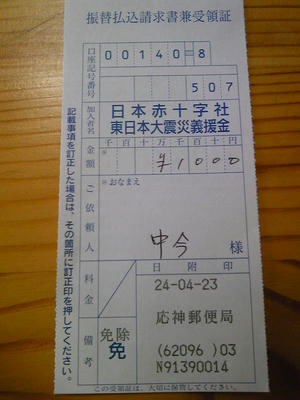 振替払込請求書兼受領証
口座記号番号
00140=8
507
加入者名
日本赤十字社
東日本大震災義援金
金額
千百十万千百十円
¥1000
ご依頼人
※おなまえ
中今 様
料金
備考
免除
免
日附印
24-04-23
応神郵便局
(62096 )03
N91390014
記載事項を訂正した場合は、その箇所に訂正印を押してください。
この受領証は、大切に保管してください。